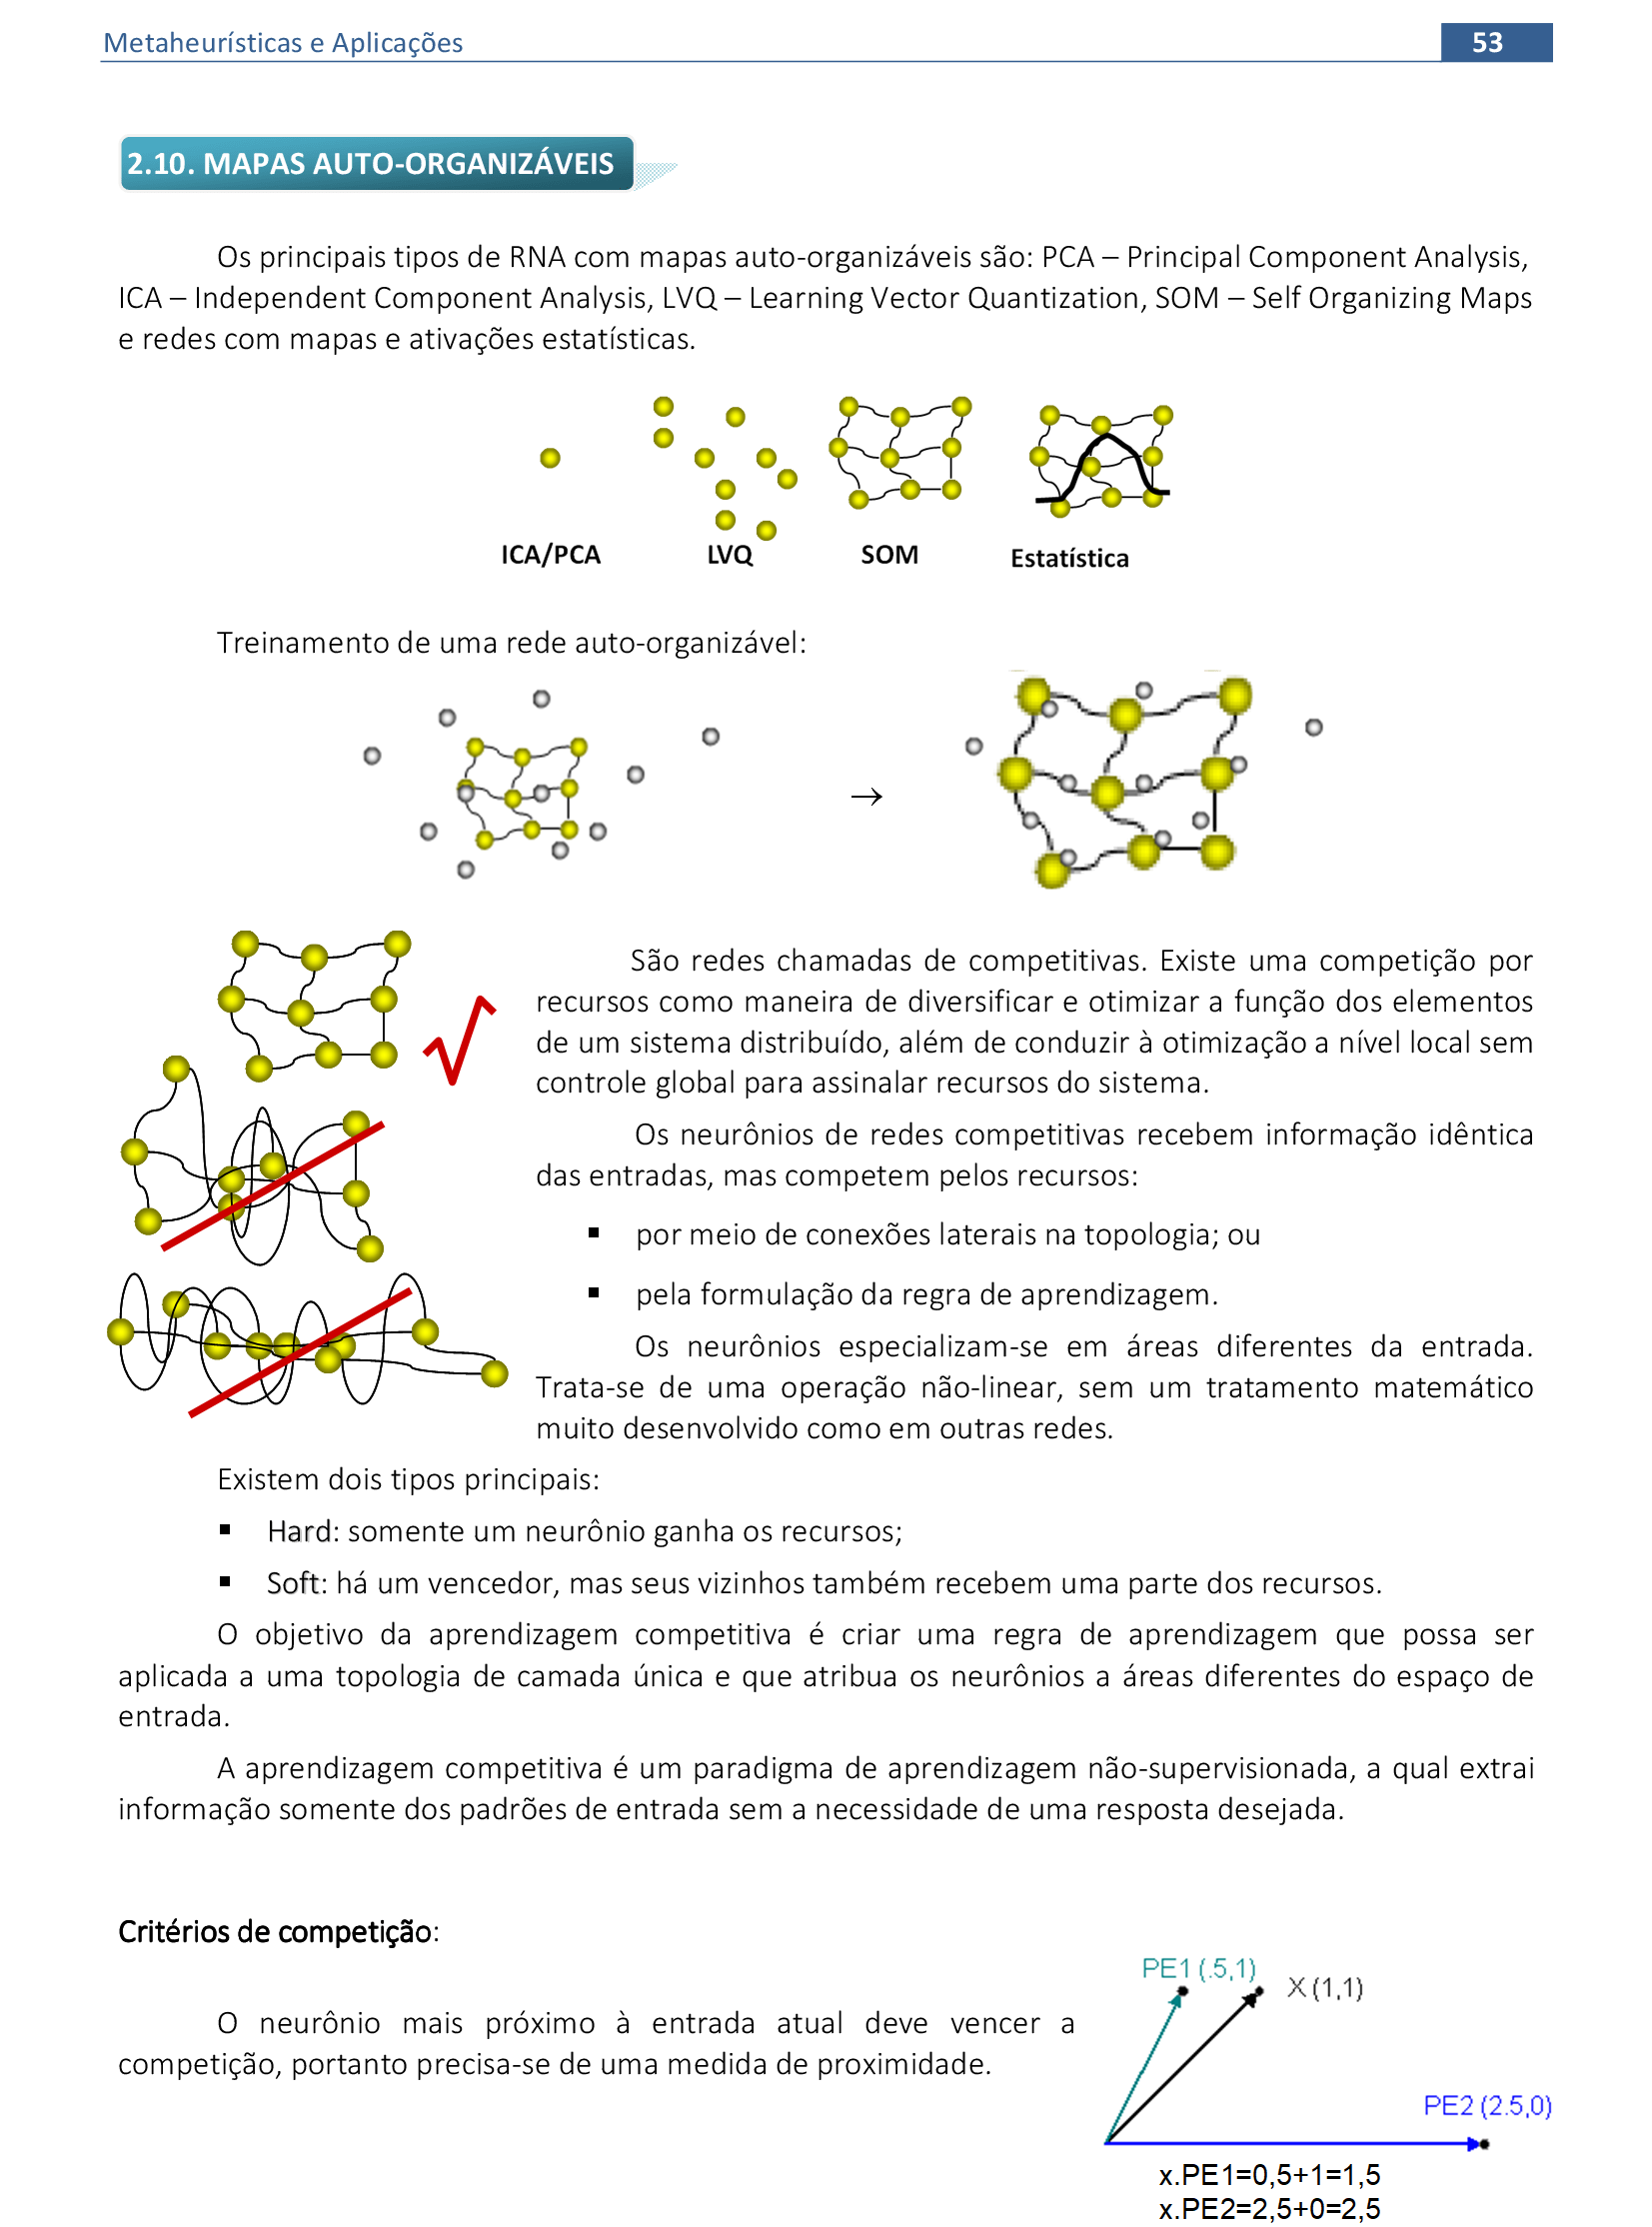 Metaheurísticas e Aplicações
53
2.10. MAPAS AUTO-ORGANIZÁVEIS
Os principais tipos de RNA com mapas auto-organizáveis são: PCA – Principal Component Analysis,
ICA – Independent Component Analysis, LVQ – Learning Vector Quantization, SOM – Self Organizing Maps
e redes com mapas e ativações estatísticas.
ICA/PCA
LVQ
SOM
Estatística
Treinamento de uma rede auto-organizável:
→
São redes chamadas de competitivas. Existe uma competição por
recursos como maneira de diversificar e otimizar a função dos elementos
de um sistema distribuído, além de conduzir à otimização a nível local sem
controle global para assinalar recursos do sistema.
Os neurônios de redes competitivas recebem informação idêntica
das entradas, mas competem pelos recursos:
▪ por meio de conexões laterais na topologia; ou
▪ pela formulação da regra de aprendizagem.
Os neurônios especializam-se em áreas diferentes da entrada.
Trata-se de uma operação não-linear, sem um tratamento matemático
muito desenvolvido como em outras redes.
Existem dois tipos principais:
▪ Hard: somente um neurônio ganha os recursos;
▪ Soft: há um vencedor, mas seus vizinhos também recebem uma parte dos recursos.
O objetivo da aprendizagem competitiva é criar uma regra de aprendizagem que possa ser
aplicada a uma topologia de camada única e que atribua os neurônios a áreas diferentes do espaço de
entrada.
A aprendizagem competitiva é um paradigma de aprendizagem não-supervisionada, a qual extrai
informação somente dos padrões de entrada sem a necessidade de uma resposta desejada.
Critérios de competição:
O neurônio mais próximo à entrada atual deve vencer a
competição, portanto precisa-se de uma medida de proximidade.
PE1 (.5,1)
X (1,1)
PE2 (2.5,0)
x.PE1=0,5+1=1,5
x.PE2=2,5+0=2,5